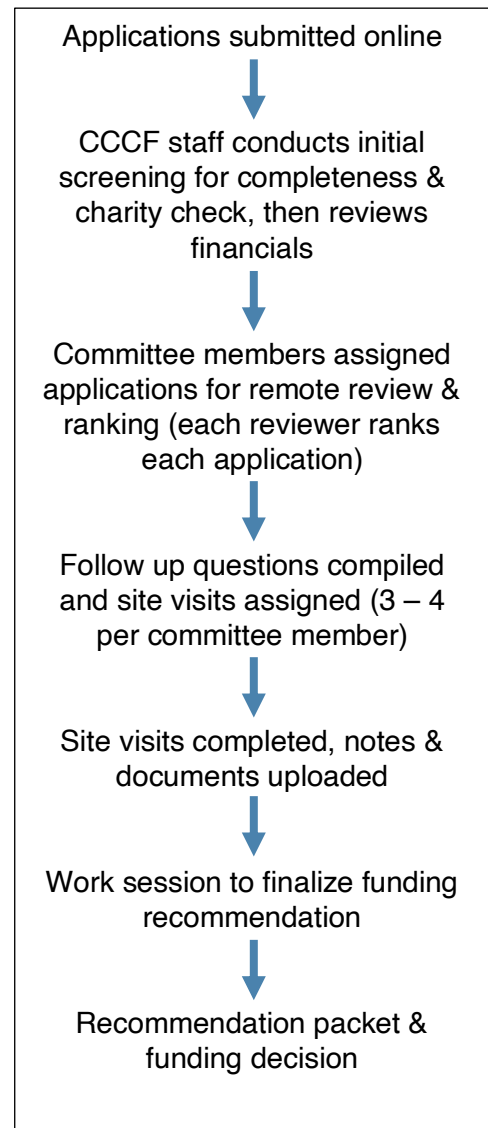 Applications submitted online
CCCF staff conducts initial
screening for completeness &
charity check, then reviews
financials
Committee members assigned
applications for remote review &
ranking (each reviewer ranks
each application)
Follow up questions compiled
and site visits assigned (3 – 4
per committee member)
Site visits completed, notes &
documents uploaded
Work session to finalize funding
recommendation
Recommendation packet &
funding decision